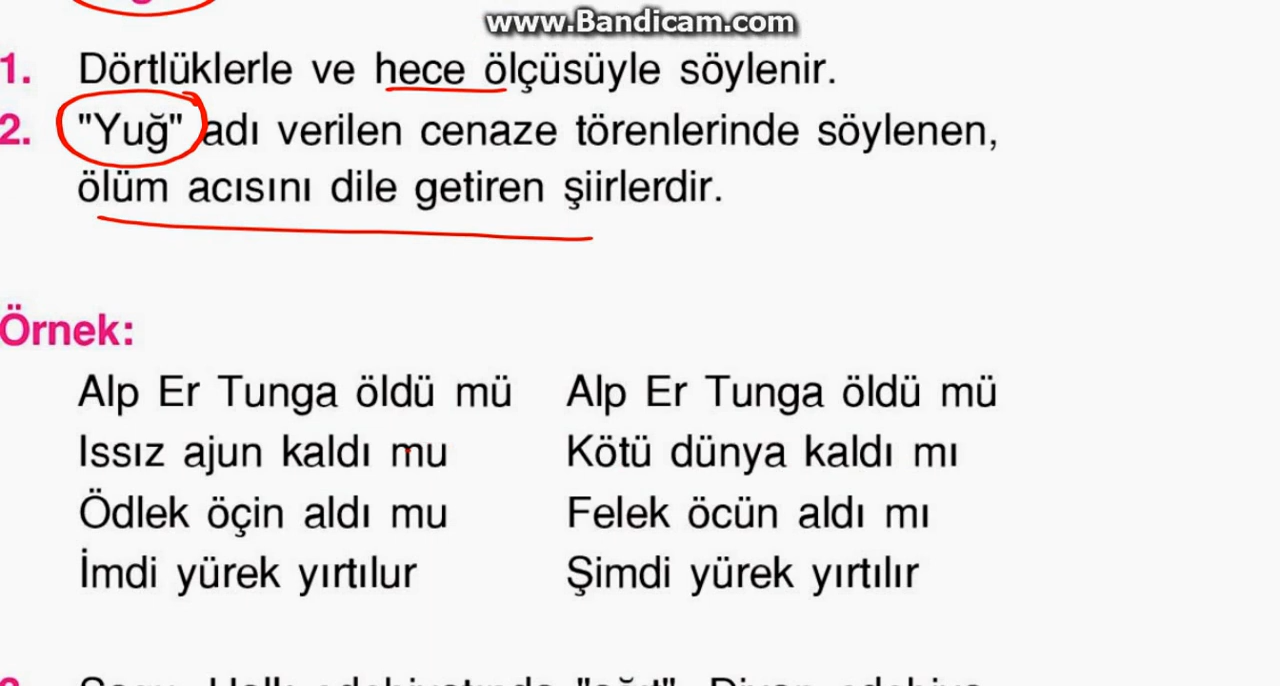 www.Bandicam.com
1. Dörtlüklerle ve hece ölçüsüyle söylenir.
2. "Yuğ" adı verilen cenaze törenlerinde söylenen,
ölüm acısını dile getiren şiirlerdir.
Örnek:
Alp Er Tunga öldü mü
Issız ajun kaldı mu
Ödlek öçin aldı mu
İmdi yürek yırtılur
Alp Er Tunga öldü mü
Kötü dünya kaldı mı
Felek öcün aldı mı
Şimdi yürek yırtılır